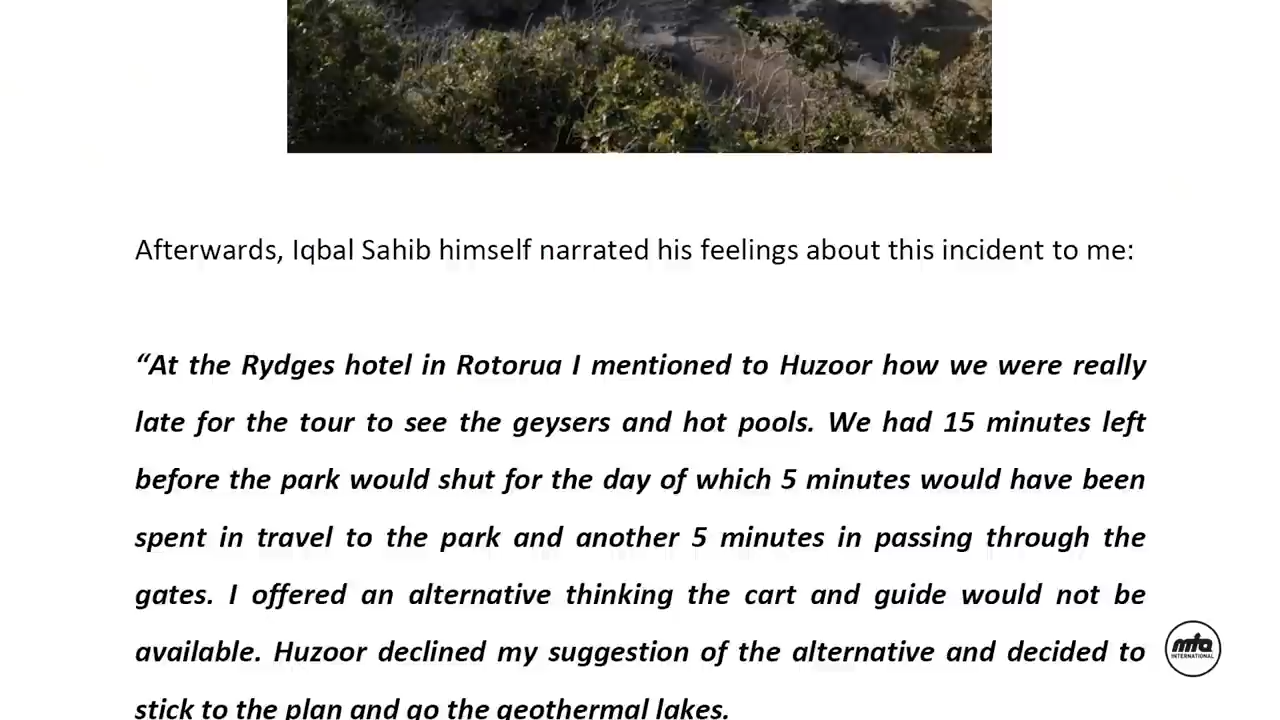 Afterwards, Iqbal Sahib himself narrated his feelings about this incident to me:
“At the Rydges hotel in Rotorua I mentioned to Huzoor how we were really
late for the tour to see the geysers and hot pools. We had 15 minutes left
before the park would shut for the day of which 5 minutes would have been
spent in travel to the park and another 5 minutes in passing through the
gates. I offered an alternative thinking the cart and guide would not be
available. Huzoor declined my suggestion of the alternative and decided to
stick to the plan and go the geothermal lakes.
mta
INTERNATIONAL